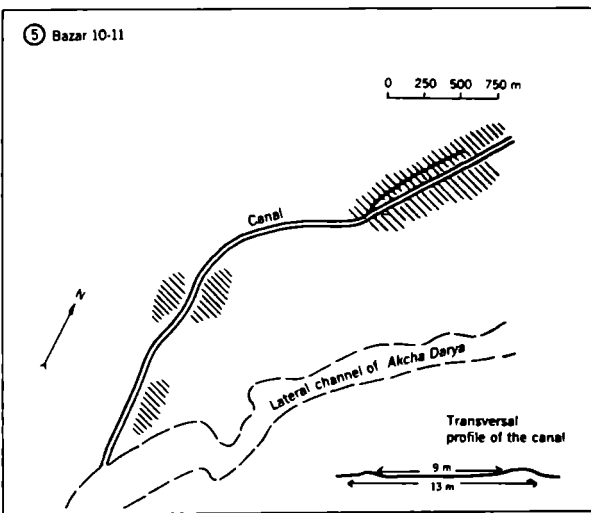 5 Bazar 10-11
0 250 500 750 m
Canal
N
Lateral channel of Akcha Darya
Transversal
profile of the canal
9 m
13 m